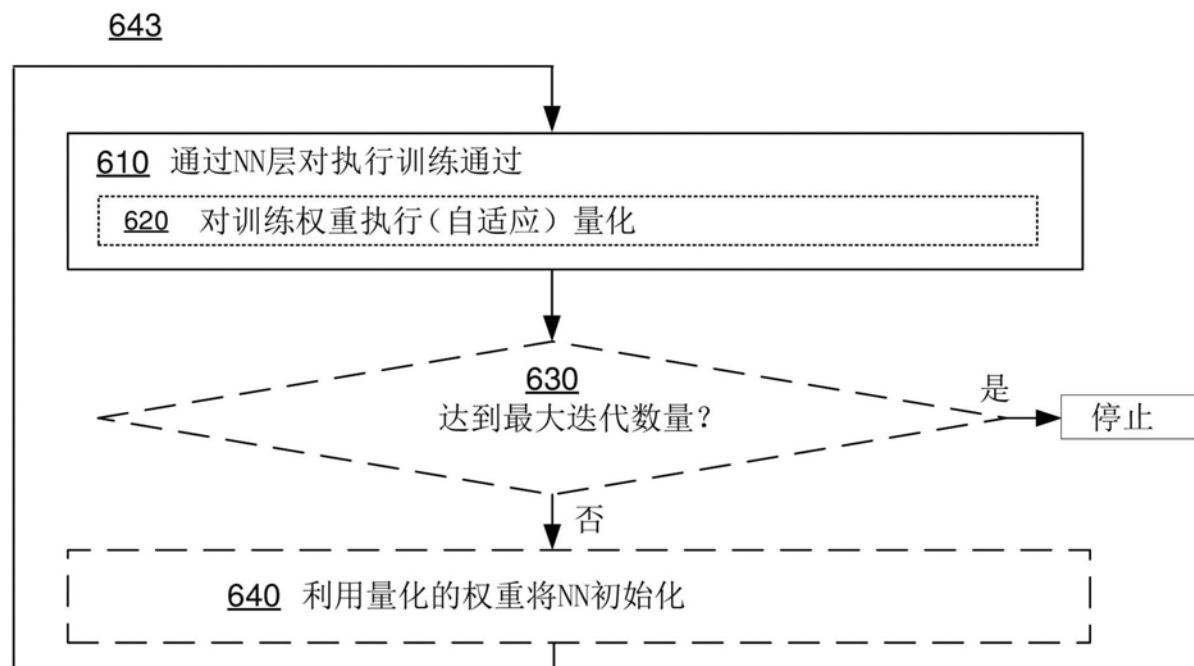 643
610 通过NN层对执行训练通过
620 对训练权重执行(自适应)量化
630
达到最大迭代数量?
是
停止
否
640 利用量化的权重将NN初始化